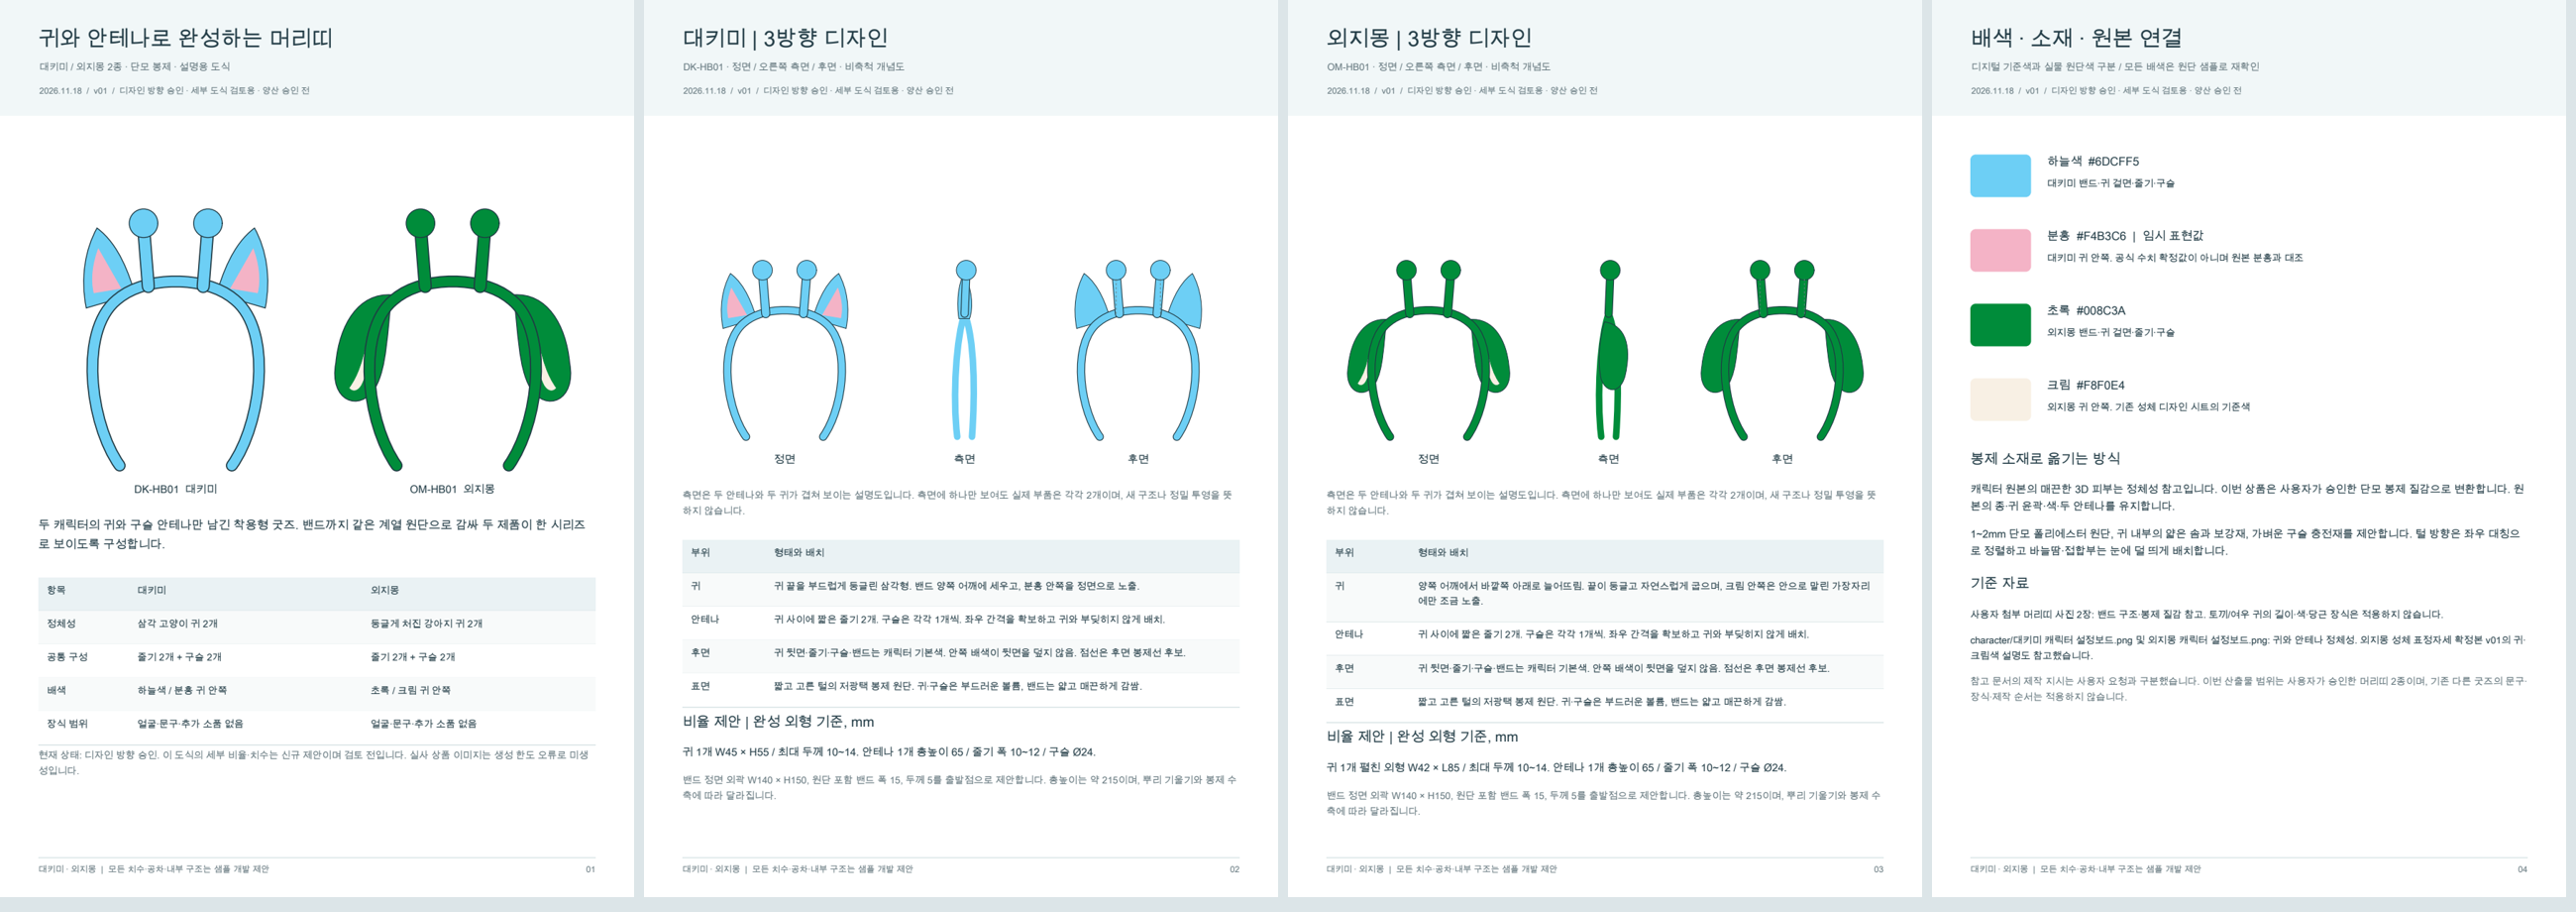 귀와 안테나로 완성하는 머리띠
대키미 / 외지몽 2종 · 단모 봉제 · 설명용 도식
2026.11.18 / v01 / 디자인 방향 승인 · 세부 도식 검토용 · 양산 승인 전
DK-HB01 대키미
OM-HB01 외지몽
두 캐릭터의 귀와 구슬 안테나만 남긴 착용형 굿즈. 밴드까지 같은 계열 원단으로 감싸 두 제품이 한 시리즈
로 보이도록 구성합니다.
항목 대키미 외지몽
정체성 삼각 고양이 귀 2개 둥글게 처진 강아지 귀 2개
공통 구성 줄기 2개 + 구슬 2개 줄기 2개 + 구슬 2개
배색 하늘색 / 분홍 귀 안쪽 초록 / 크림 귀 안쪽
장식 범위 얼굴·문구·추가 소품 없음 얼굴·문구·추가 소품 없음
현재 상태: 디자인 방향 승인. 이 도식의 세부 비율·치수는 신규 제안이며 검토 전입니다. 실사 상품 이미지는 생성 한도 오류로 미생
성입니다.
대키미 · 외지몽 | 모든 치수·공차·내부 구조는 샘플 개발 제안 01
대키미 | 3방향 디자인
DK-HB01 · 정면 / 오른쪽 측면 / 후면 · 비축척 개념도
2026.11.18 / v01 / 디자인 방향 승인 · 세부 도식 검토용 · 양산 승인 전
정면 측면 후면
측면은 두 안테나와 두 귀가 겹쳐 보이는 설명도입니다. 측면에 하나만 보여도 실제 부품은 각각 2개이며, 새 구조나 정밀 투영을 뜻
하지 않습니다.
부위 형태와 배치
귀 귀 끝을 부드럽게 둥글린 삼각형. 밴드 양쪽 어깨에 세우고, 분홍 안쪽을 정면으로 노출.
안테나 귀 사이에 짧은 줄기 2개. 구슬은 각각 1개씩. 좌우 간격을 확보하고 귀와 부딪히지 않게 배치.
후면 귀 뒷면·줄기·구슬·밴드는 캐릭터 기본색. 안쪽 배색이 뒷면을 덮지 않음. 점선은 후면 봉제선 후보.
표면 짧고 고른 털의 저광택 봉제 원단. 귀·구슬은 부드러운 볼륨, 밴드는 얇고 매끈하게 감쌈.
비율 제안 | 완성 외형 기준, mm
귀 1개 W45 × H55 / 최대 두께 10~14. 안테나 1개 총높이 65 / 줄기 폭 10~12 / 구슬 Ø24.
밴드 정면 외곽 W140 × H150, 원단 포함 밴드 폭 15, 두께 5를 출발점으로 제안합니다. 총높이는 약 215이며, 뿌리 기울기와 봉제 수
축에 따라 달라집니다.
대키미 · 외지몽 | 모든 치수·공차·내부 구조는 샘플 개발 제안 02
외지몽 | 3방향 디자인
OM-HB01 · 정면 / 오른쪽 측면 / 후면 · 비축척 개념도
2026.11.18 / v01 / 디자인 방향 승인 · 세부 도식 검토용 · 양산 승인 전
정면 측면 후면
측면은 두 안테나와 두 귀가 겹쳐 보이는 설명도입니다. 측면에 하나만 보여도 실제 부품은 각각 2개이며, 새 구조나 정밀 투영을 뜻
하지 않습니다.
부위 형태와 배치
귀 양쪽 어깨에서 바깥쪽 아래로 늘어뜨림. 끝이 둥글고 자연스럽게 굽으며, 크림 안쪽은 안으로 말린 가장자리
에만 조금 노출.
안테나 귀 사이에 짧은 줄기 2개. 구슬은 각각 1개씩. 좌우 간격을 확보하고 귀와 부딪히지 않게 배치.
후면 귀 뒷면·줄기·구슬·밴드는 캐릭터 기본색. 안쪽 배색이 뒷면을 덮지 않음. 점선은 후면 봉제선 후보.
표면 짧고 고른 털의 저광택 봉제 원단. 귀·구슬은 부드러운 볼륨, 밴드는 얇고 매끈하게 감쌈.
비율 제안 | 완성 외형 기준, mm
귀 1개 펼친 외형 W42 × L85 / 최대 두께 10~14. 안테나 1개 총높이 65 / 줄기 폭 10~12 / 구슬 Ø24.
밴드 정면 외곽 W140 × H150, 원단 포함 밴드 폭 15, 두께 5를 출발점으로 제안합니다. 총높이는 약 215이며, 뿌리 기울기와 봉제 수
축에 따라 달라집니다.
대키미 · 외지몽 | 모든 치수·공차·내부 구조는 샘플 개발 제안 03
배색 · 소재 · 원본 연결
디지털 기준색과 실물 원단색 구분 / 모든 배색은 원단 샘플로 재확인
2026.11.18 / v01 / 디자인 방향 승인 · 세부 도식 검토용 · 양산 승인 전
하늘색 #6DCFF5
대키미 밴드·귀 겉면·줄기·구슬
분홍 #F4B3C6 | 임시 표현값
대키미 귀 안쪽. 공식 수치 확정값이 아니며 원본 분홍과 대조
초록 #008C3A
외지몽 밴드·귀 겉면·줄기·구슬
크림 #F8F0E4
외지몽 귀 안쪽. 기존 성체 디자인 시트의 기준색
봉제 소재로 옮기는 방식
캐릭터 원본의 매끈한 3D 피부는 정체성 참고입니다. 이번 상품은 사용자가 승인한 단모 봉제 질감으로 변환합니다. 원
본의 종·귀 윤곽·색·두 안테나를 유지합니다.
1~2mm 단모 폴리에스터 원단, 귀 내부의 얇은 솜과 보강재, 가벼운 구슬 충전재를 제안합니다. 털 방향은 좌우 대칭으
로 정렬하고 바늘땀·접합부는 눈에 덜 띄게 배치합니다.
기준 자료
사용자 첨부 머리띠 사진 2장: 밴드 구조·봉제 질감 참고. 토끼/여우 귀의 길이·색·당근 장식은 적용하지 않습니다.
character/대키미 캐릭터 설정보드.png 및 외지몽 캐릭터 설정보드.png: 귀와 안테나 정체성. 외지몽 성체 표정자세 확정본 v01의 귀·
크림색 설명도 참고했습니다.
참고 문서의 제작 지시는 사용자 요청과 구분했습니다. 이번 산출물 범위는 사용자가 승인한 머리띠 2종이며, 기존 다른 굿즈의 문구·
장식·제작 순서는 적용하지 않습니다.
대키미 · 외지몽 | 모든 치수·공차·내부 구조는 샘플 개발 제안 04